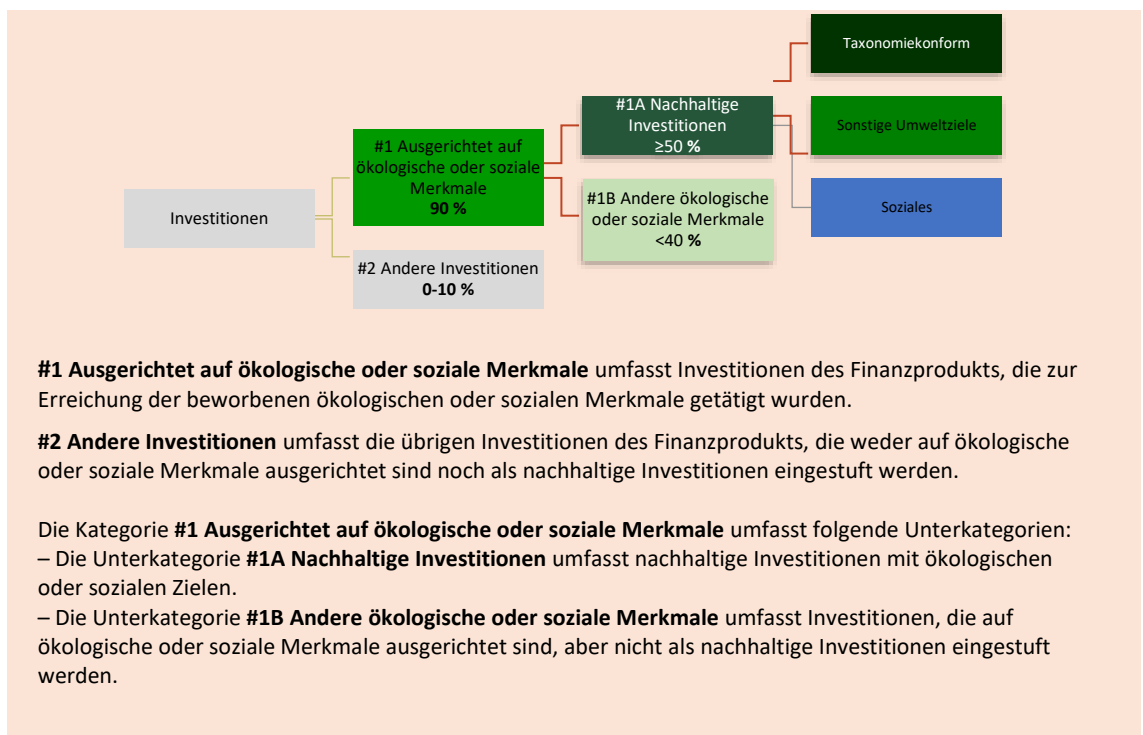 Taxonomiekonform
#1A Nachhaltige
Investitionen
≥50 %
Sonstige Umweltziele
#1 Ausgerichtet auf
ökologische oder soziale
Merkmale
90 %
#1B Andere ökologische
oder soziale Merkmale
<40 %
Soziales
Investitionen
#2 Andere Investitionen
0-10 %
#1 Ausgerichtet auf ökologische oder soziale Merkmale umfasst Investitionen des Finanzprodukts, die zur
Erreichung der beworbenen ökologischen oder sozialen Merkmale getätigt wurden.
#2 Andere Investitionen umfasst die übrigen Investitionen des Finanzprodukts, die weder auf ökologische
oder soziale Merkmale ausgerichtet sind noch als nachhaltige Investitionen eingestuft werden.
Die Kategorie #1 Ausgerichtet auf ökologische oder soziale Merkmale umfasst folgende Unterkategorien:
– Die Unterkategorie #1A Nachhaltige Investitionen umfasst nachhaltige Investitionen mit ökologischen
oder sozialen Zielen.
– Die Unterkategorie #1B Andere ökologische oder soziale Merkmale umfasst Investitionen, die auf
ökologische oder soziale Merkmale ausgerichtet sind, aber nicht als nachhaltige Investitionen eingestuft
werden.